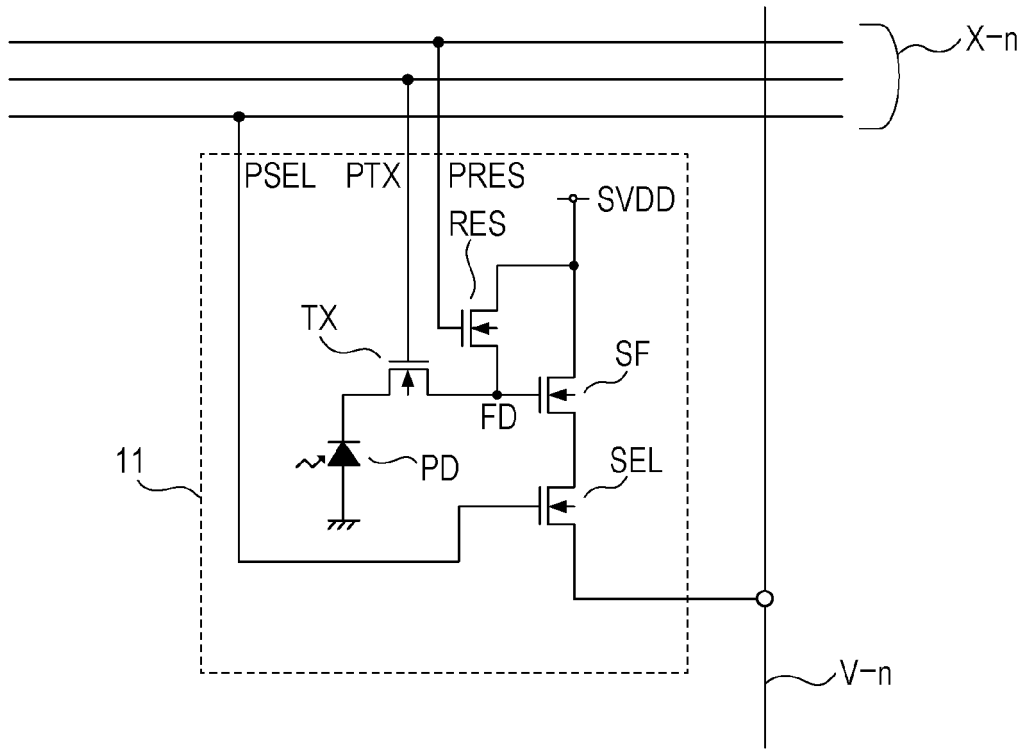 X-n
PSEL PTX PRES
SVDD
RES
TX
SF
FD
11
PD
SEL
V-n